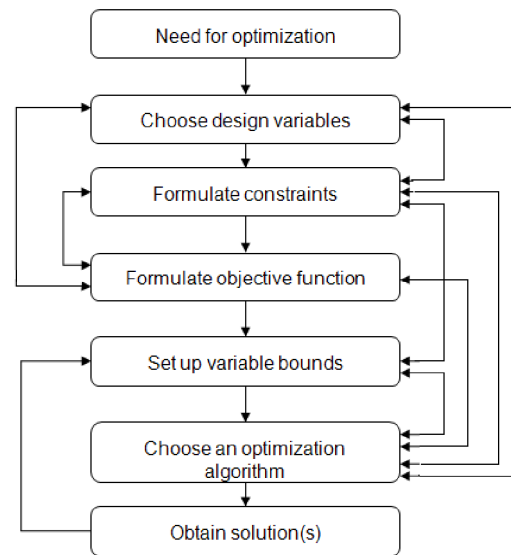 Need for optimization
Choose design variables
Formulate constraints
Formulate objective function
Set up variable bounds
Choose an optimization
algorithm
Obtain solution(s)